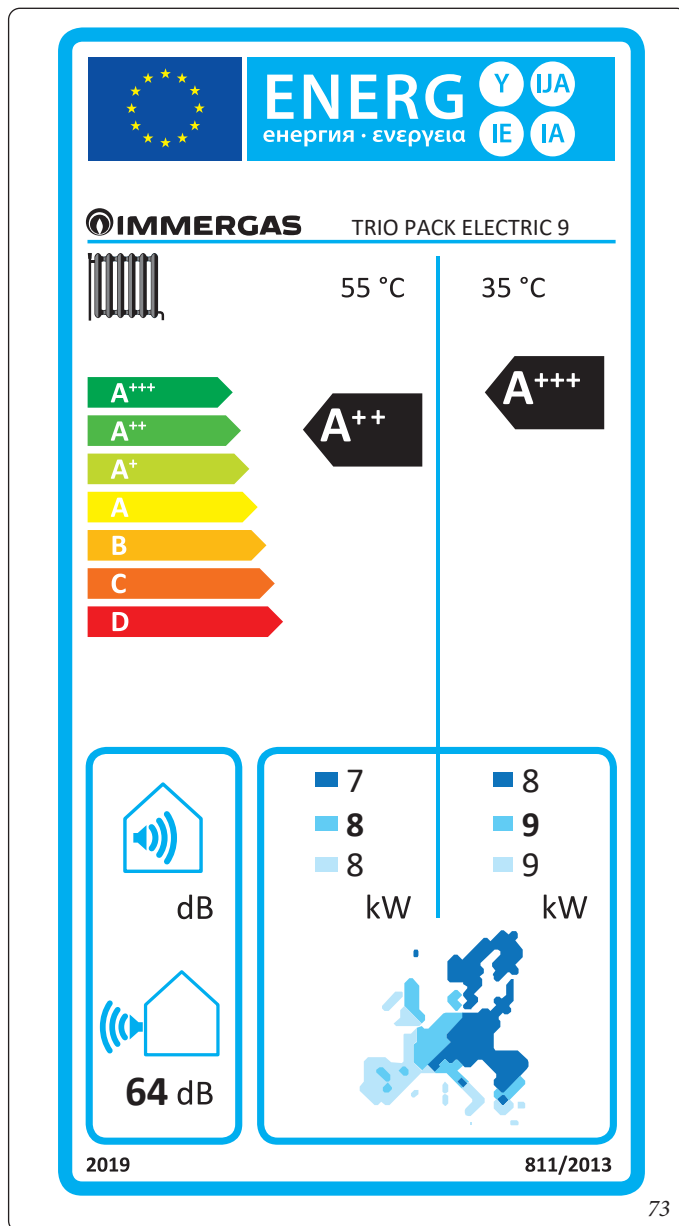 ENERG Y IJA
енергия · ενεργεια IE IA
IMMERGAS TRIO PACK ELECTRIC 9
55 °C 35 °C
A+++
A++
A+
A
B
C
D
A++
A+++
7 8
8 9
8 9
kW kW
dB
64 dB
2019 811/2013
73